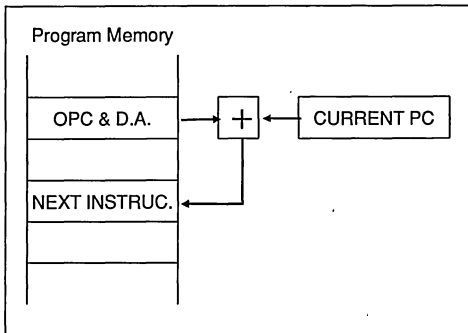 Program Memory
OPC & D.A.
+
CURRENT PC
NEXT INSTRUC.